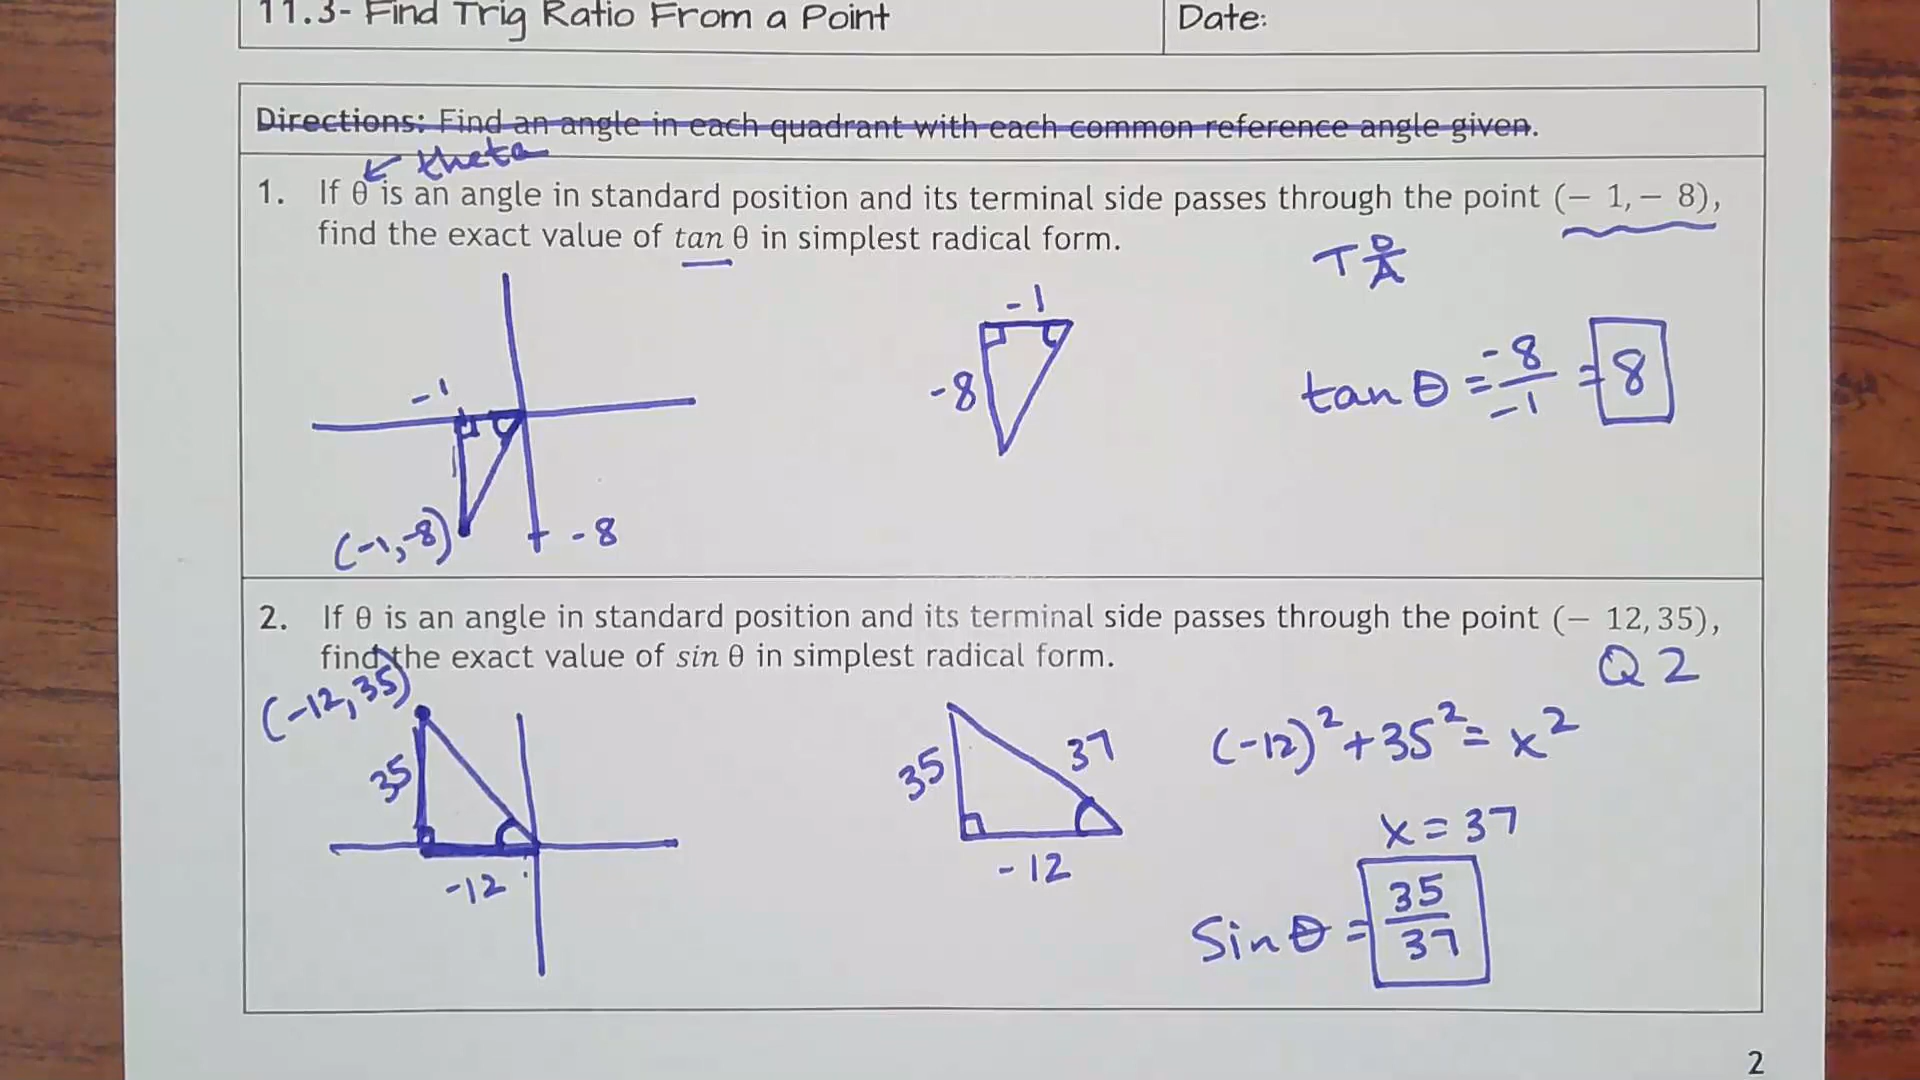 11.3- Find Trig Ratio From a Point
Date:
Directions: Find an angle in each quadrant with each common reference angle given.
← theta
1. If θ is an angle in standard position and its terminal side passes through the point (− 1, − 8),
find the exact value of tan θ in simplest radical form.
T O/A
-1
-8
tan θ = -8/-1 = 8
-1
(-1,-8)
-8
2. If θ is an angle in standard position and its terminal side passes through the point (− 12, 35),
find the exact value of sin θ in simplest radical form.
Q2
(-12,35)
35
-12
35
37
-12
(-12)² + 35² = x²
x = 37
Sin θ = 35/37
2